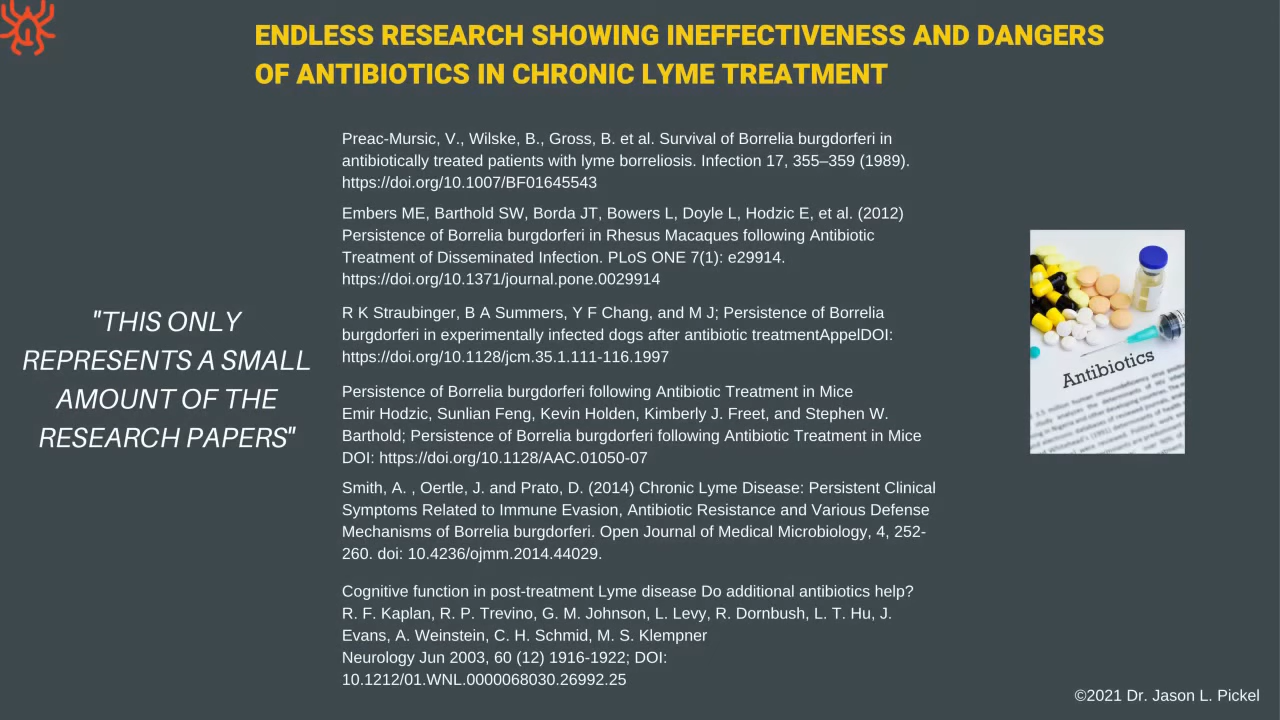 ENDLESS RESEARCH SHOWING INEFFECTIVENESS AND DANGERS
OF ANTIBIOTICS IN CHRONIC LYME TREATMENT
"THIS ONLY
REPRESENTS A SMALL
AMOUNT OF THE
RESEARCH PAPERS"
Preac-Mursic, V., Wilske, B., Gross, B. et al. Survival of Borrelia burgdorferi in
antibiotically treated patients with lyme borreliosis. Infection 17, 355–359 (1989).
https://doi.org/10.1007/BF01645543
Embers ME, Barthold SW, Borda JT, Bowers L, Doyle L, Hodzic E, et al. (2012)
Persistence of Borrelia burgdorferi in Rhesus Macaques following Antibiotic
Treatment of Disseminated Infection. PLoS ONE 7(1): e29914.
https://doi.org/10.1371/journal.pone.0029914
R K Straubinger, B A Summers, Y F Chang, and M J; Persistence of Borrelia
burgdorferi in experimentally infected dogs after antibiotic treatmentAppelDOI:
https://doi.org/10.1128/jcm.35.1.111-116.1997
Persistence of Borrelia burgdorferi following Antibiotic Treatment in Mice
Emir Hodzic, Sunlian Feng, Kevin Holden, Kimberly J. Freet, and Stephen W.
Barthold; Persistence of Borrelia burgdorferi following Antibiotic Treatment in Mice
DOI: https://doi.org/10.1128/AAC.01050-07
Smith, A. , Oertle, J. and Prato, D. (2014) Chronic Lyme Disease: Persistent Clinical
Symptoms Related to Immune Evasion, Antibiotic Resistance and Various Defense
Mechanisms of Borrelia burgdorferi. Open Journal of Medical Microbiology, 4, 252-
260. doi: 10.4236/ojmm.2014.44029.
Cognitive function in post-treatment Lyme disease Do additional antibiotics help?
R. F. Kaplan, R. P. Trevino, G. M. Johnson, L. Levy, R. Dornbush, L. T. Hu, J.
Evans, A. Weinstein, C. H. Schmid, M. S. Klempner
Neurology Jun 2003, 60 (12) 1916-1922; DOI:
10.1212/01.WNL.0000068030.26992.25
Antibiotics
©2021 Dr. Jason L. Pickel